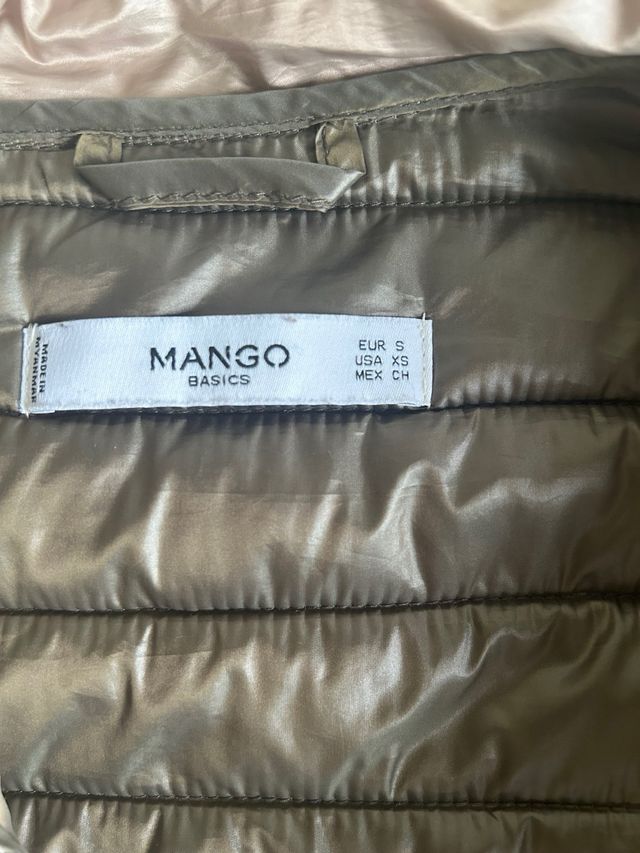 MADE IN
MYANMAR
MANGO
BASICS
EUR S
USA XS
MEX CH